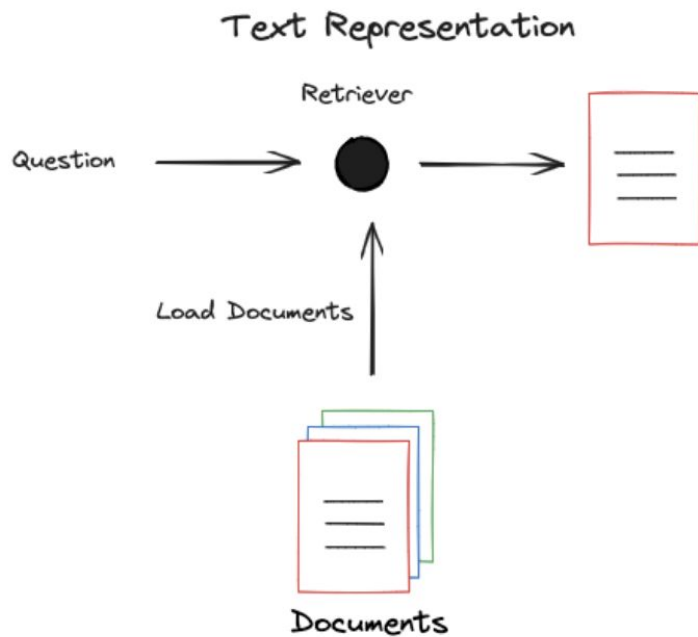 Text Representation
Retriever
Question
Load Documents
Documents